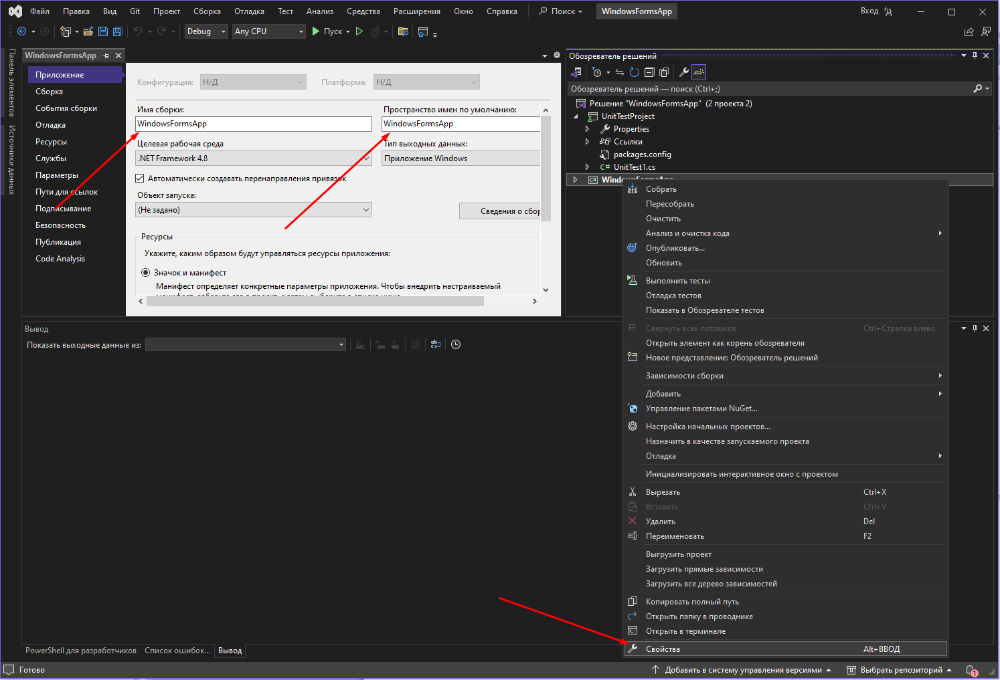 Файл Правка Вид Git Проект Сборка Отладка Тест Анализ Средства Расширения Окно Справка Поиск WindowsFormsApp Вход
Debug Any CPU Пуск
Панель элементов
Источники данных
WindowsFormsApp
Приложение
Сборка
События сборки
Отладка
Ресурсы
Службы
Параметры
Пути для ссылок
Подписывание
Безопасность
Публикация
Code Analysis
Конфигурация: Н/Д Платформа: Н/Д
Имя сборки: Пространство имен по умолчанию:
WindowsFormsApp WindowsFormsApp
Целевая рабочая среда Тип выходных данных:
.NET Framework 4.8 Приложение Windows
Автоматически создавать перенаправления привязок
Объект запуска:
(Не задано) Сведения о сбор
Ресурсы
Укажите, каким образом будут управляться ресурсы приложения:
Значок и манифест
Манифест определяет конкретные параметры приложения. Чтобы внедрить настраиваемый
Обозреватель решений
Обозреватель решений — поиск (Ctrl+;)
Решение "WindowsFormsApp" (2 проекта 2)
UnitTestProject
Properties
Ссылки
packages.config
C# UnitTest1.cs
C# WindowsFormsApp
Собрать
Пересобрать
Очистить
Анализ и очистка кода
Опубликовать...
Обновить
Выполнить тесты
Отладка тестов
Показать в Обозревателе тестов
Свернуть всех потомков Ctrl+Стрелка влево
Открыть элемент как корень обозревателя
Новое представление: Обозреватель решений
Зависимости сборки
Добавить
Управление пакетами NuGet...
Настройка начальных проектов...
Назначить в качестве запускаемого проекта
Отладка
Инициализировать интерактивное окно с проектом
Вырезать Ctrl+X
Вставить Ctrl+V
Удалить Del
Переименовать F2
Выгрузить проект
Загрузить прямые зависимости
Загрузить все дерево зависимостей
Копировать полный путь
Открыть папку в проводнике
Открыть в терминале
Свойства Alt+ВВОД
Вывод
Показать выходные данные из:
PowerShell для разработчиков Список ошибок... Вывод
Готово Добавить в систему управления версиями Выбрать репозиторий 1